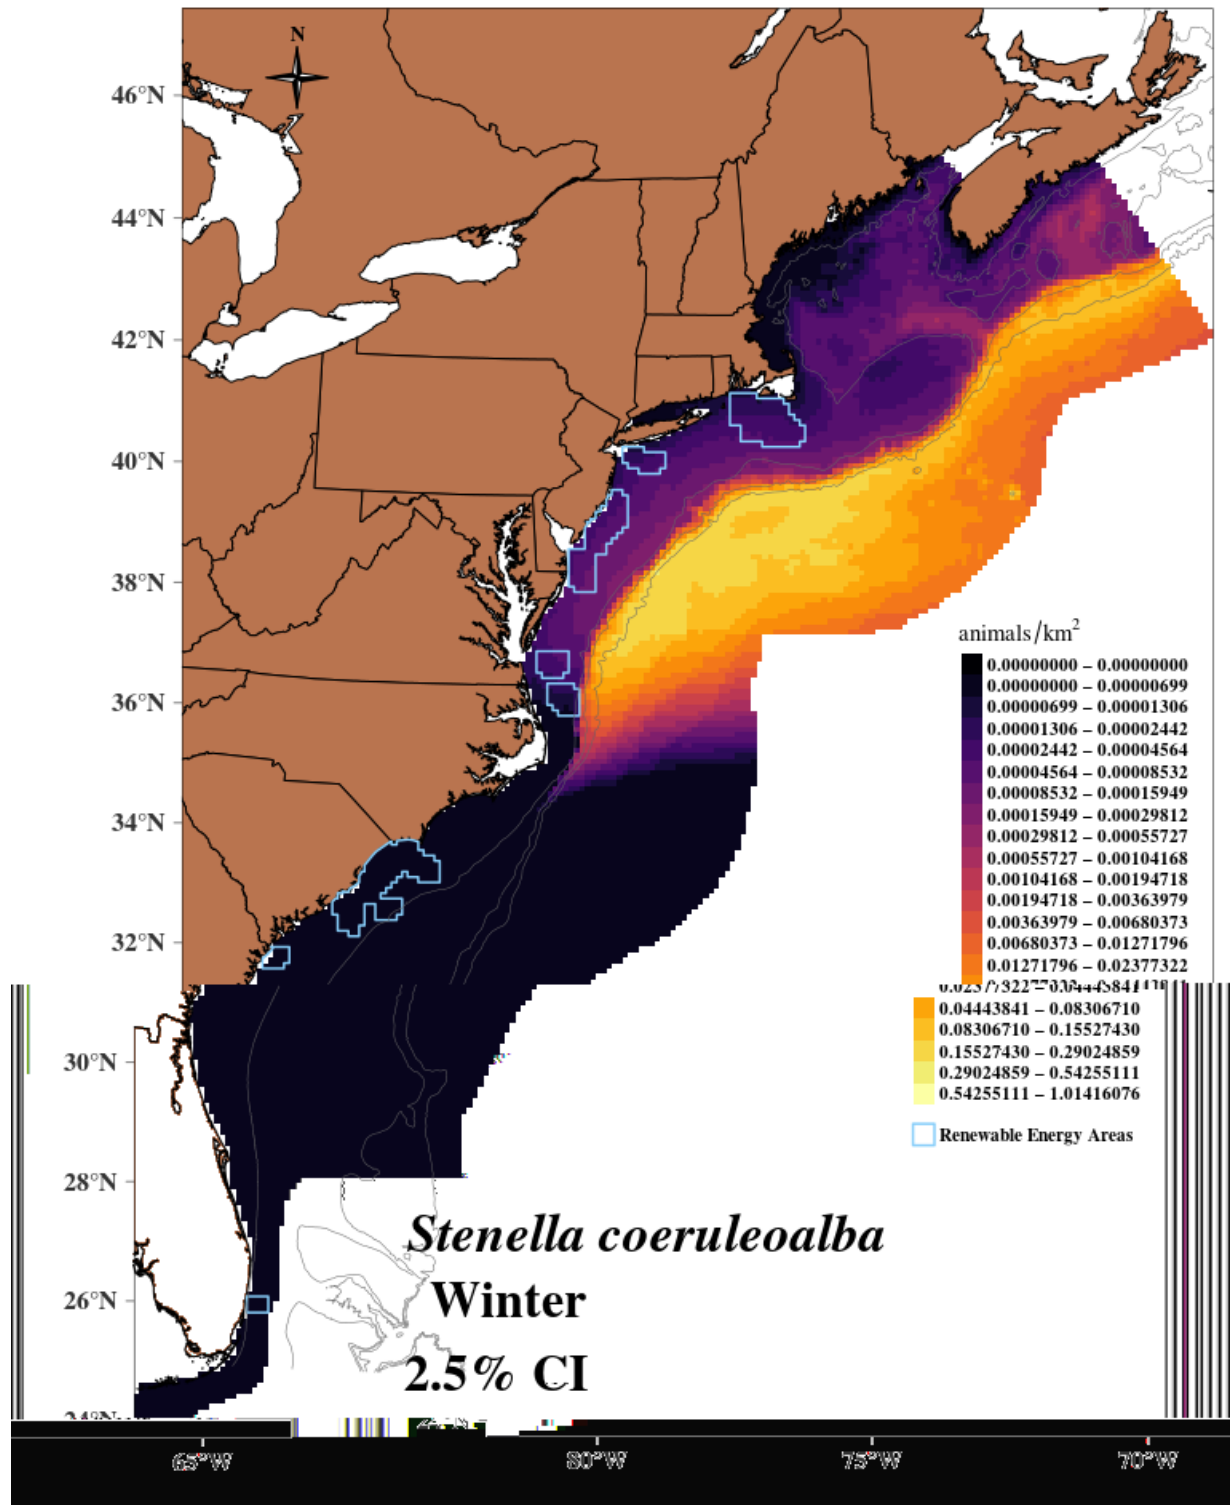 N
46°N
44°N
42°N
40°N
38°N
36°N
34°N
32°N
30°N
28°N
26°N
animals/km²
0.00000000 – 0.00000000
0.00000000 – 0.00000699
0.00000699 – 0.00001306
0.00001306 – 0.00002442
0.00002442 – 0.00004564
0.00004564 – 0.00008532
0.00008532 – 0.00015949
0.00015949 – 0.00029812
0.00029812 – 0.00055727
0.00055727 – 0.00104168
0.00104168 – 0.00194718
0.00194718 – 0.00363979
0.00363979 – 0.00680373
0.00680373 – 0.01271796
0.01271796 – 0.02377322
0.04443841 – 0.08306710
0.08306710 – 0.15527430
0.15527430 – 0.29024859
0.29024859 – 0.54255111
0.54255111 – 1.01416076
Renewable Energy Areas
Stenella coeruleoalba
Winter
2.5% CI
80°W
75°W
70°W